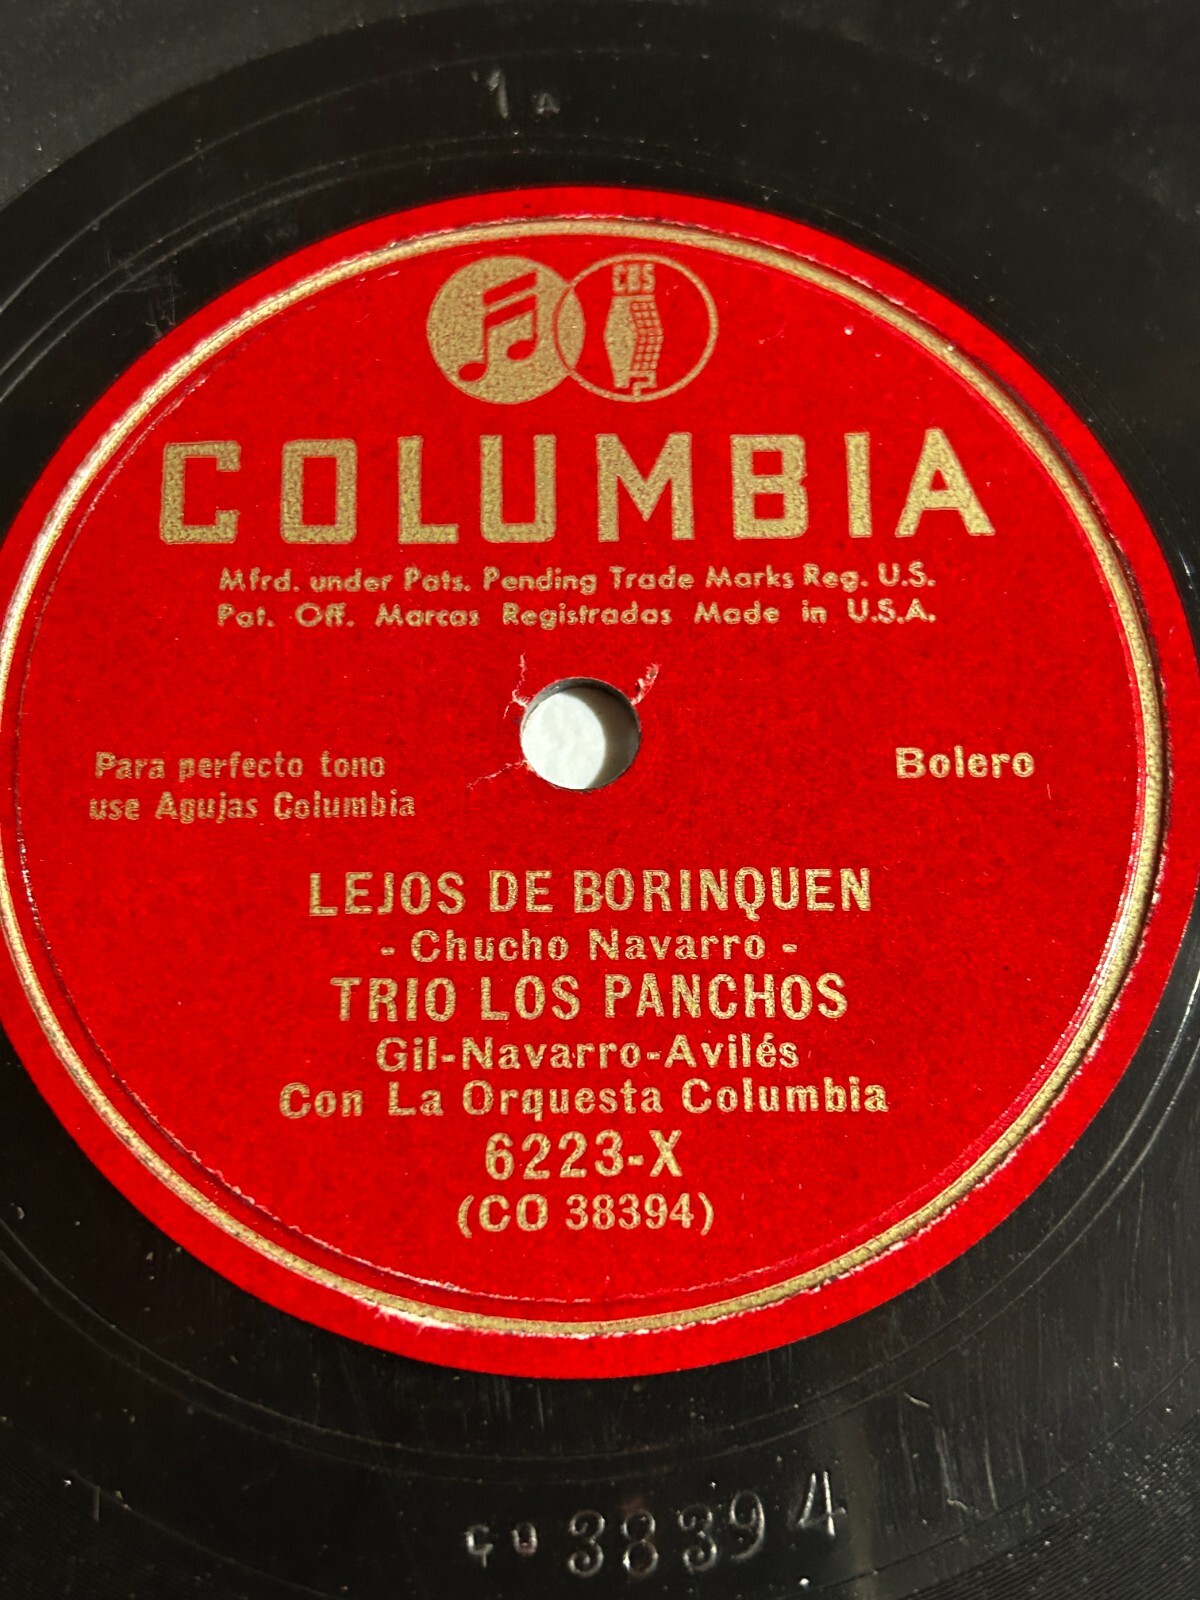 1A
CBS
COLUMBIA
Mfrd. under Pats. Pending Trade Marks Reg. U.S.
Pat. Off. Marcas Registradas Made in U.S.A.
Para perfecto tono
use Agujas Columbia
Bolero
LEJOS DE BORINQUEN
- Chucho Navarro -
TRIO LOS PANCHOS
Gil-Navarro-Avilés
Con La Orquesta Columbia
6223-X
(CO 38394)
CO 38394